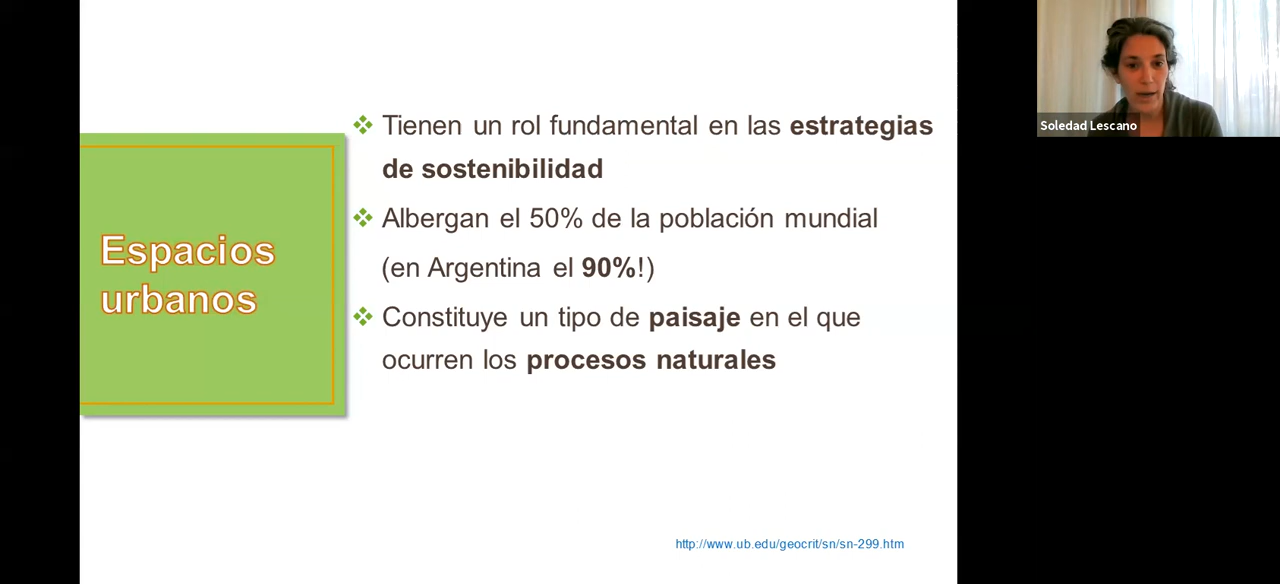 Espacios
urbanos
Tienen un rol fundamental en las estrategias
de sostenibilidad
Albergan el 50% de la población mundial
(en Argentina el 90%!)
Constituye un tipo de paisaje en el que
ocurren los procesos naturales
http://www.ub.edu/geocrit/sn/sn-299.htm
Soledad Lescano